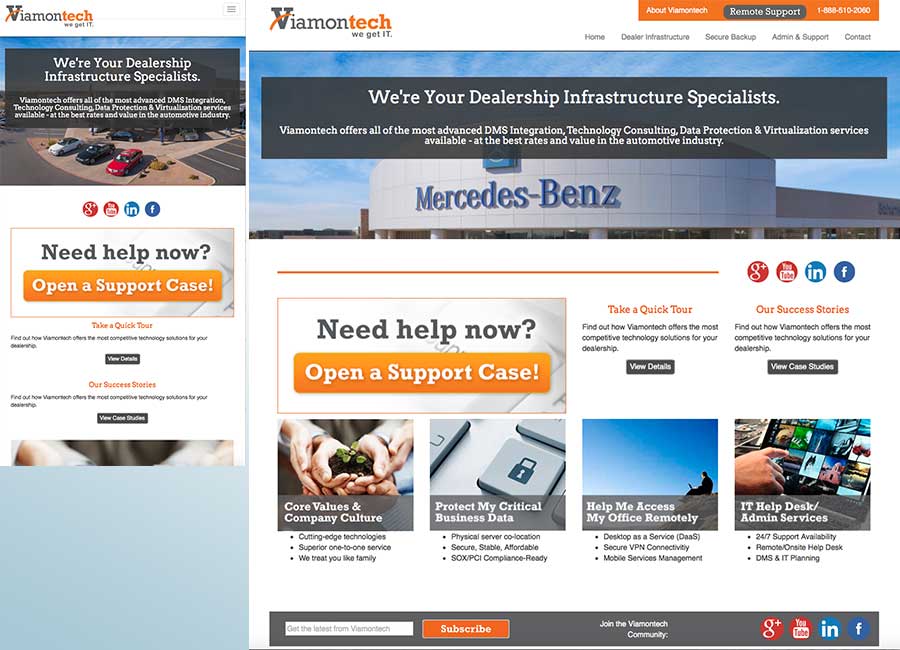 Viamontech
we get IT.
We're Your Dealership
Infrastructure Specialists.
Viamontech offers all of the most advanced DMS Integration,
Technology Consulting, Data Protection & Virtualization services
available - at the best rates and value in the automotive industry.
g+
You
Tube
in
f
Need help now?
Open a Support Case!
Take a Quick Tour
Find out how Viamontech offers the most competitive technology solutions for your
dealership.
View Details
Our Success Stories
Find out how Viamontech offers the most competitive technology solutions for your
dealership.
View Case Studies
Viamontech
we get IT.
About Viamontech
Remote Support
1-888-510-2060
Home
Dealer Infrastructure
Secure Backup
Admin & Support
Contact
We're Your Dealership Infrastructure Specialists.
Viamontech offers all of the most advanced DMS Integration, Technology Consulting, Data Protection & Virtualization services
available - at the best rates and value in the automotive industry.
Mercedes-Benz
g+
You
Tube
in
f
Need help now?
Open a Support Case!
Take a Quick Tour
Find out how Viamontech offers the most
competitive technology solutions for your
dealership.
View Details
Our Success Stories
Find out how Viamontech offers the most
competitive technology solutions for your
dealership.
View Case Studies
Core Values &
Company Culture
• Cutting-edge technologies
• Superior one-to-one service
• We treat you like family
Protect My Critical
Business Data
• Physical server co-location
• Secure, Stable, Affordable
• SOX/PCI Compliance-Ready
Help Me Access
My Office Remotely
• Desktop as a Service (DaaS)
• Secure VPN Connectivitiy
• Mobile Services Management
IT Help Desk/
Admin Services
• 24/7 Support Availability
• Remote/Onsite Help Desk
• DMS & IT Planning
Get the latest from Viamontech
Subscribe
Join the Viamontech
Community:
g+
You
Tube
in
f